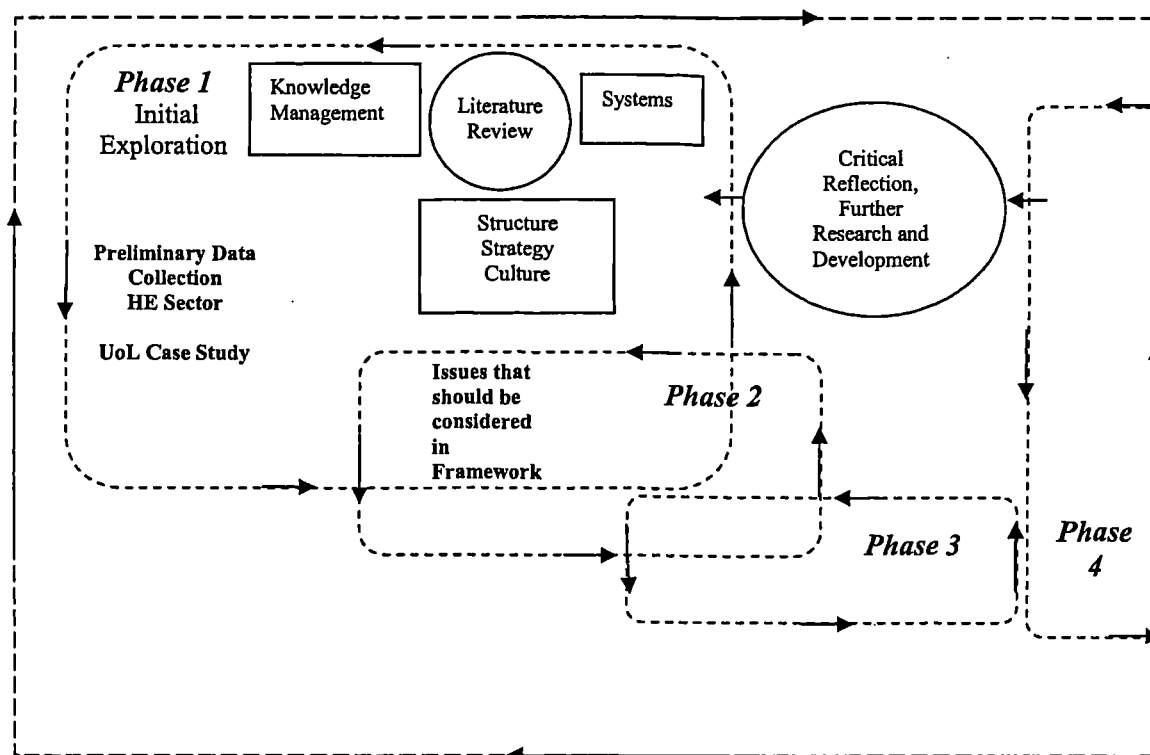 Phase 1
Initial
Exploration
Knowledge
Management
Literature
Review
Systems
Structure
Strategy
Culture
Critical
Reflection,
Further
Research and
Development
Preliminary Data
Collection
HE Sector
UoL Case Study
Issues that
should be
considered
in
Framework
Phase 2
Phase 3
Phase
4